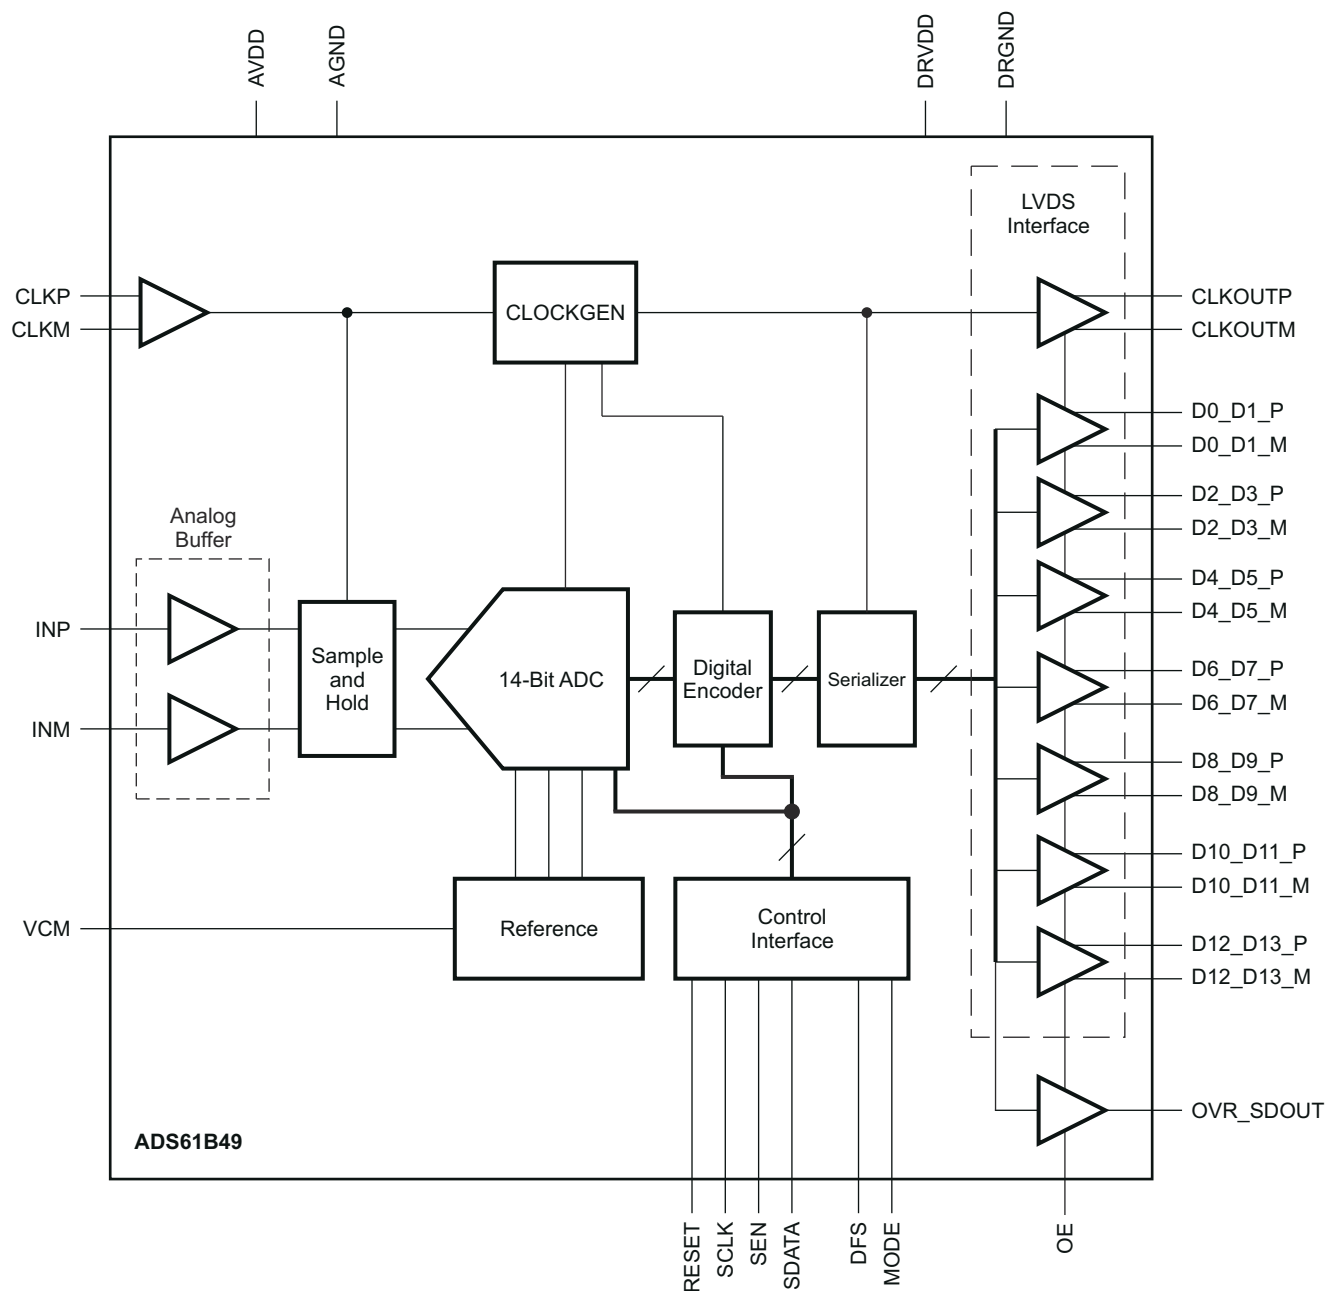 AVDD
AGND
DRVDD
DRGND
LVDS
Interface
CLKP
CLKM
CLOCKGEN
CLKOUTP
CLKOUTM
D0_D1_P
D0_D1_M
D2_D3_P
D2_D3_M
D4_D5_P
D4_D5_M
D6_D7_P
D6_D7_M
D8_D9_P
D8_D9_M
D10_D11_P
D10_D11_M
D12_D13_P
D12_D13_M
Analog
Buffer
INP
INM
Sample
and
Hold
14-Bit ADC
Digital
Encoder
Serializer
VCM
Reference
Control
Interface
OVR_SDOUT
ADS61B49
RESET
SCLK
SEN
SDATA
DFS
MODE
OE